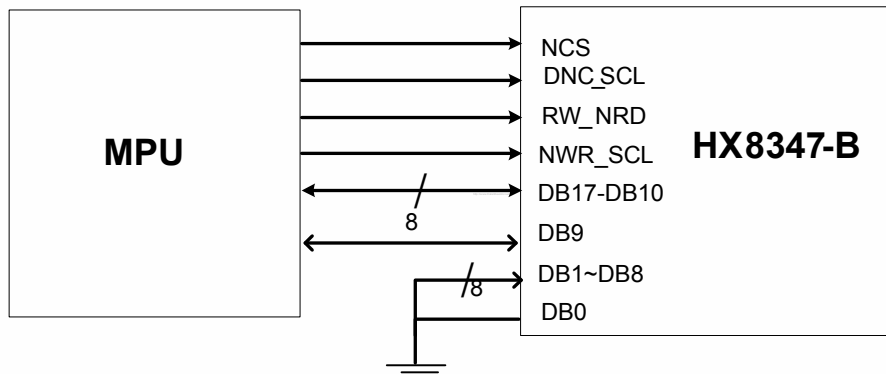 MPU
NCS
DNC_SCL
RW_NRD
NWR_SCL
DB17-DB10
8
DB9
8
DB1~DB8
DB0
HX8347-B